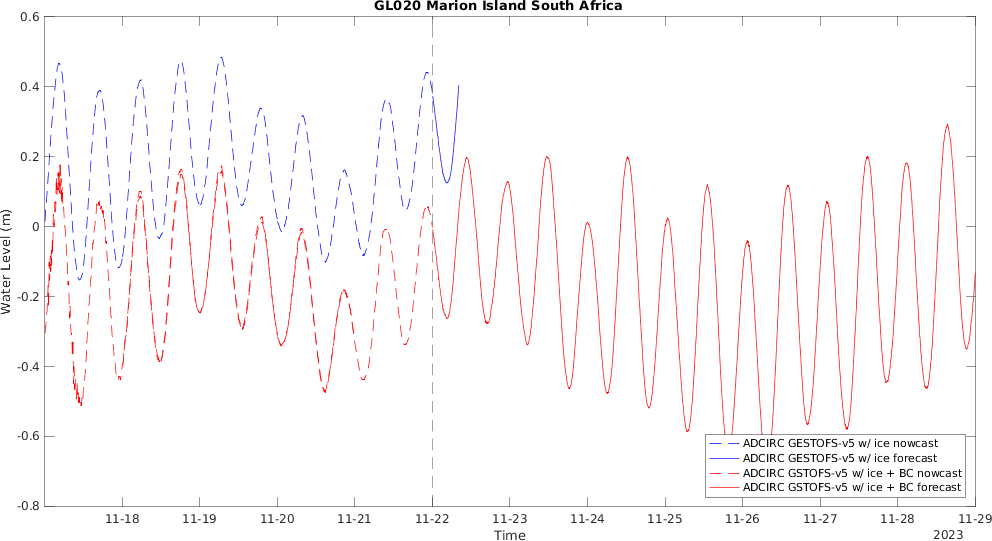 GL020 Marion Island South Africa
0.6
0.4
0.2
0
-0.2
-0.4
-0.6
-0.8
Water Level (m)
ADCIRC GESTOFS-v5 w/ ice nowcast
ADCIRC GESTOFS-v5 w/ ice forecast
ADCIRC GSTOFS-v5 w/ ice + BC nowcast
ADCIRC GSTOFS-v5 w/ ice + BC forecast
11-18 11-19 11-20 11-21 11-22 11-23 11-24 11-25 11-26 11-27 11-28 11-29
Time
2023